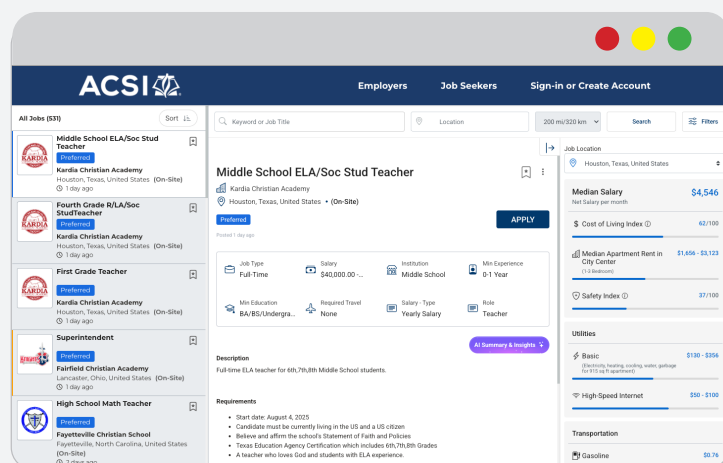 ACSI
Employers
Job Seekers
Sign-in or Create Account
All Jobs (531)
Sort
Middle School ELA/Soc Stud
Teacher
Preferred
Kardia Christian Academy
Houston, Texas, United States (On-Site)
1 day ago
Fourth Grade R/LA/Soc
StudTeacher
Preferred
Kardia Christian Academy
Houston, Texas, United States (On-Site)
1 day ago
First Grade Teacher
Preferred
Kardia Christian Academy
Houston, Texas, United States (On-Site)
1 day ago
Superintendent
Preferred
Fairfield Christian Academy
Lancaster, Ohio, United States (On-Site)
1 day ago
High School Math Teacher
Preferred
Fayetteville Christian School
Fayetteville, North Carolina, United States
(On-Site)
2 days ago
KARDIA
KARDIA
KARDIA
Keyword or Job Title
Location
200 mi/320 km
Search
Filters
Middle School ELA/Soc Stud Teacher
Kardia Christian Academy
Houston, Texas, United States • (On-Site)
Preferred
APPLY
Posted 1 day ago
Job Type
Full-Time
Salary
$40,000.00 -...
Institution
Middle School
Min Experience
0-1 Year
Min Education
BA/BS/Undergra...
Required Travel
None
Salary - Type
Yearly Salary
Role
Teacher
AI Summary & Insights
Description
Full-time ELA teacher for 6th,7th,8th Middle School students.
Requirements
• Start date: August 4, 2025
• Candidate must be currently living in the US and a US citizen
• Believe and affirm the school's Statement of Faith and Policies
• Texas Education Agency Certification which includes 6th,7th,8th Grades
• A teacher who loves God and students with ELA experience.
Job Location
Houston, Texas, United States
Median Salary
$4,546
Net Salary per month
Cost of Living Index
62/100
Median Apartment Rent in
City Center
$1,656 - $3,123
(1-3 Bedroom)
Safety Index
37/100
Utilities
Basic
$130 - $356
(Electricity, heating, cooling, water, garbage
for 915 sq ft apartment)
High-Speed Internet
$50 - $100
Transportation
Gasoline
$0.76